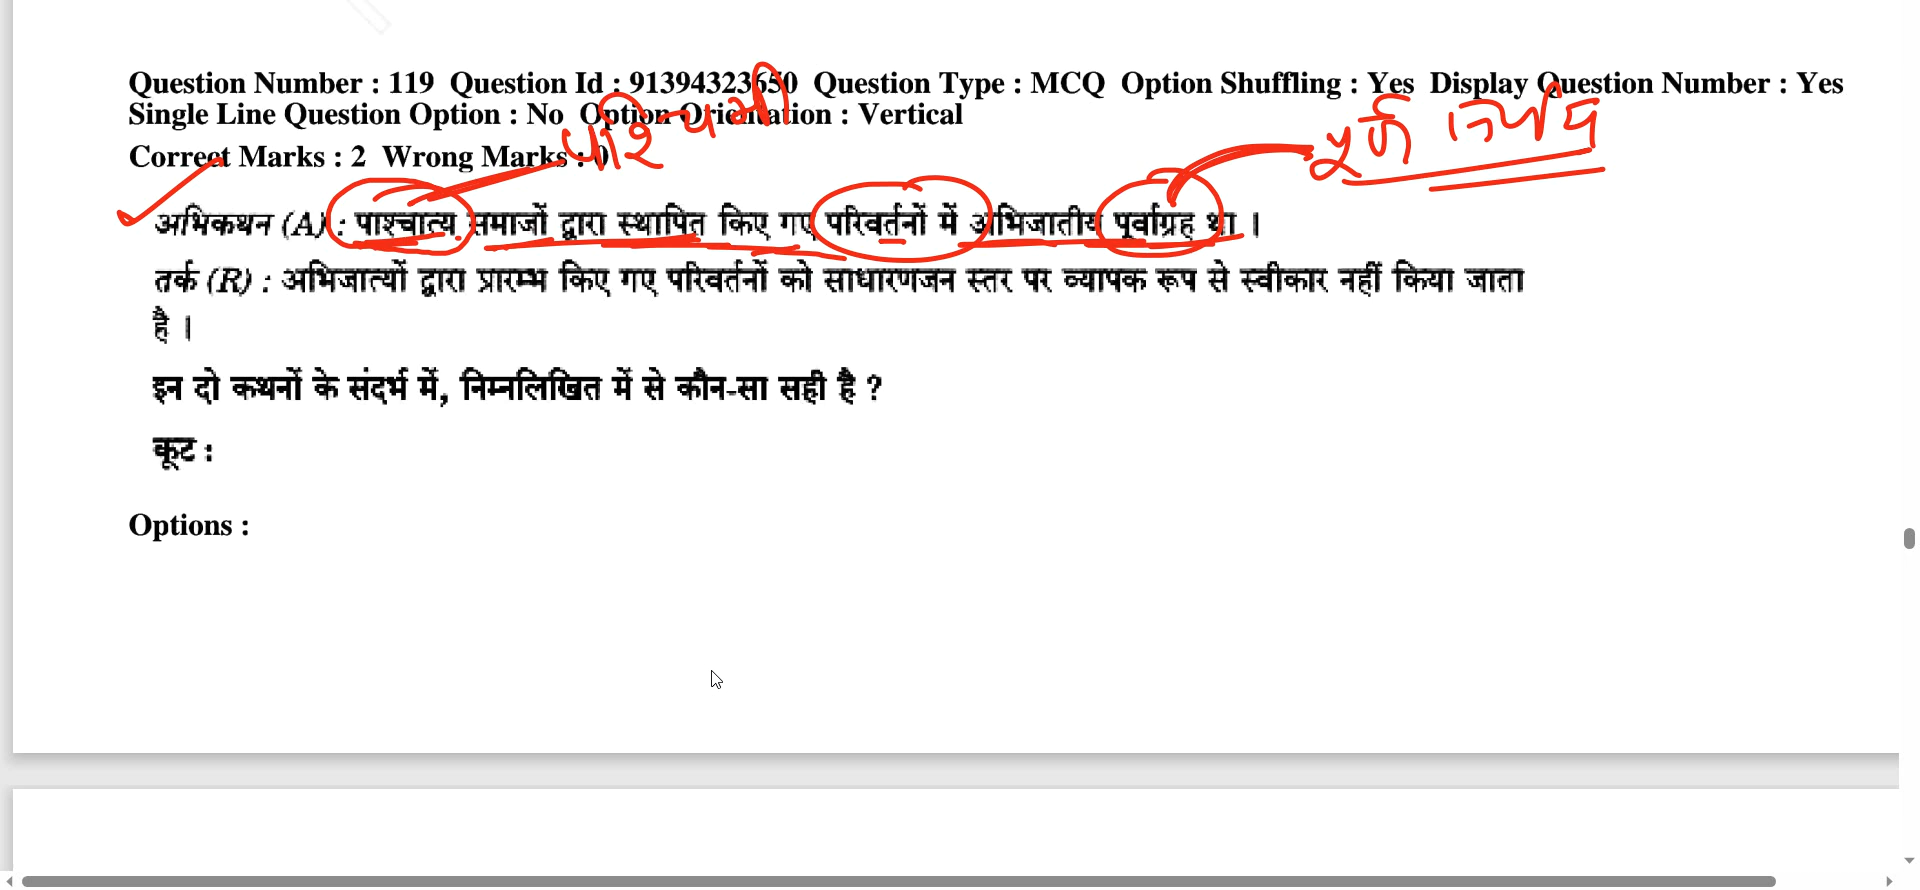 Question Number : 119 Question Id : 91394323650 Question Type : MCQ Option Shuffling : Yes Display Question Number : Yes
Single Line Question Option : No Option Orientation : Vertical
Correct Marks : 2 Wrong Marks : 0
अभिकथन (A) : पाश्चात्य समाजों द्वारा स्थापित किए गए परिवर्तनों में अभिजातीय पूर्वाग्रह था ।
तर्क (R) : अभिजात्यों द्वारा प्रारम्भ किए गए परिवर्तनों को साधारणजन स्तर पर व्यापक रूप से स्वीकार नहीं किया जाता
है ।
इन दो कथनों के संदर्भ में, निम्नलिखित में से कौन-सा सही है ?
कूट :
Options :